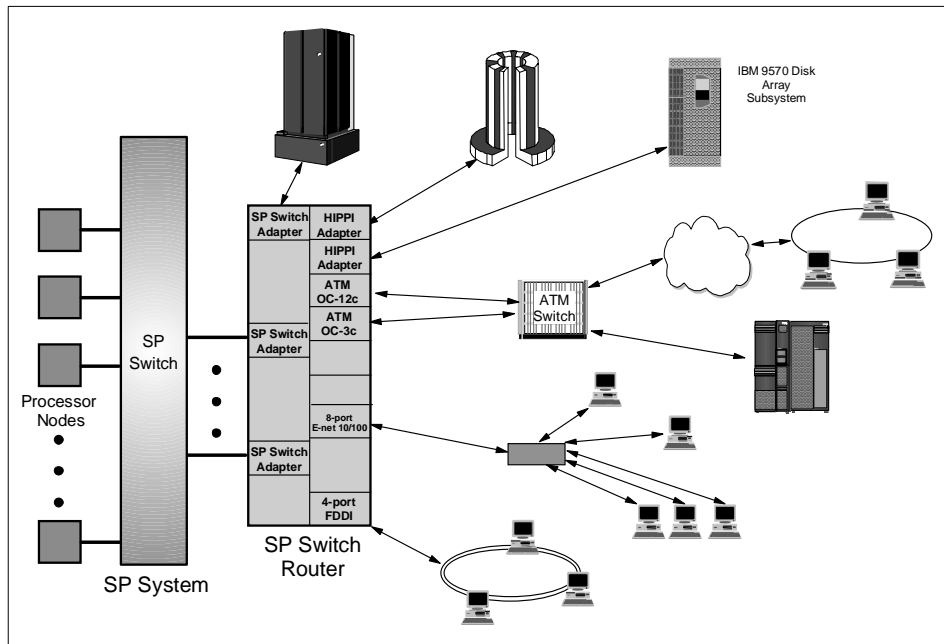 IBM 9570 Disk
Array
Subsystem
SP Switch
Adapter
HIPPI
Adapter
HIPPI
Adapter
ATM
OC-12c
ATM
OC-3c
ATM
Switch
SP Switch
Adapter
SP
Switch
Processor
Nodes
8-port
E-net 10/100
SP Switch
Adapter
4-port
FDDI
SP Switch
Router
SP System